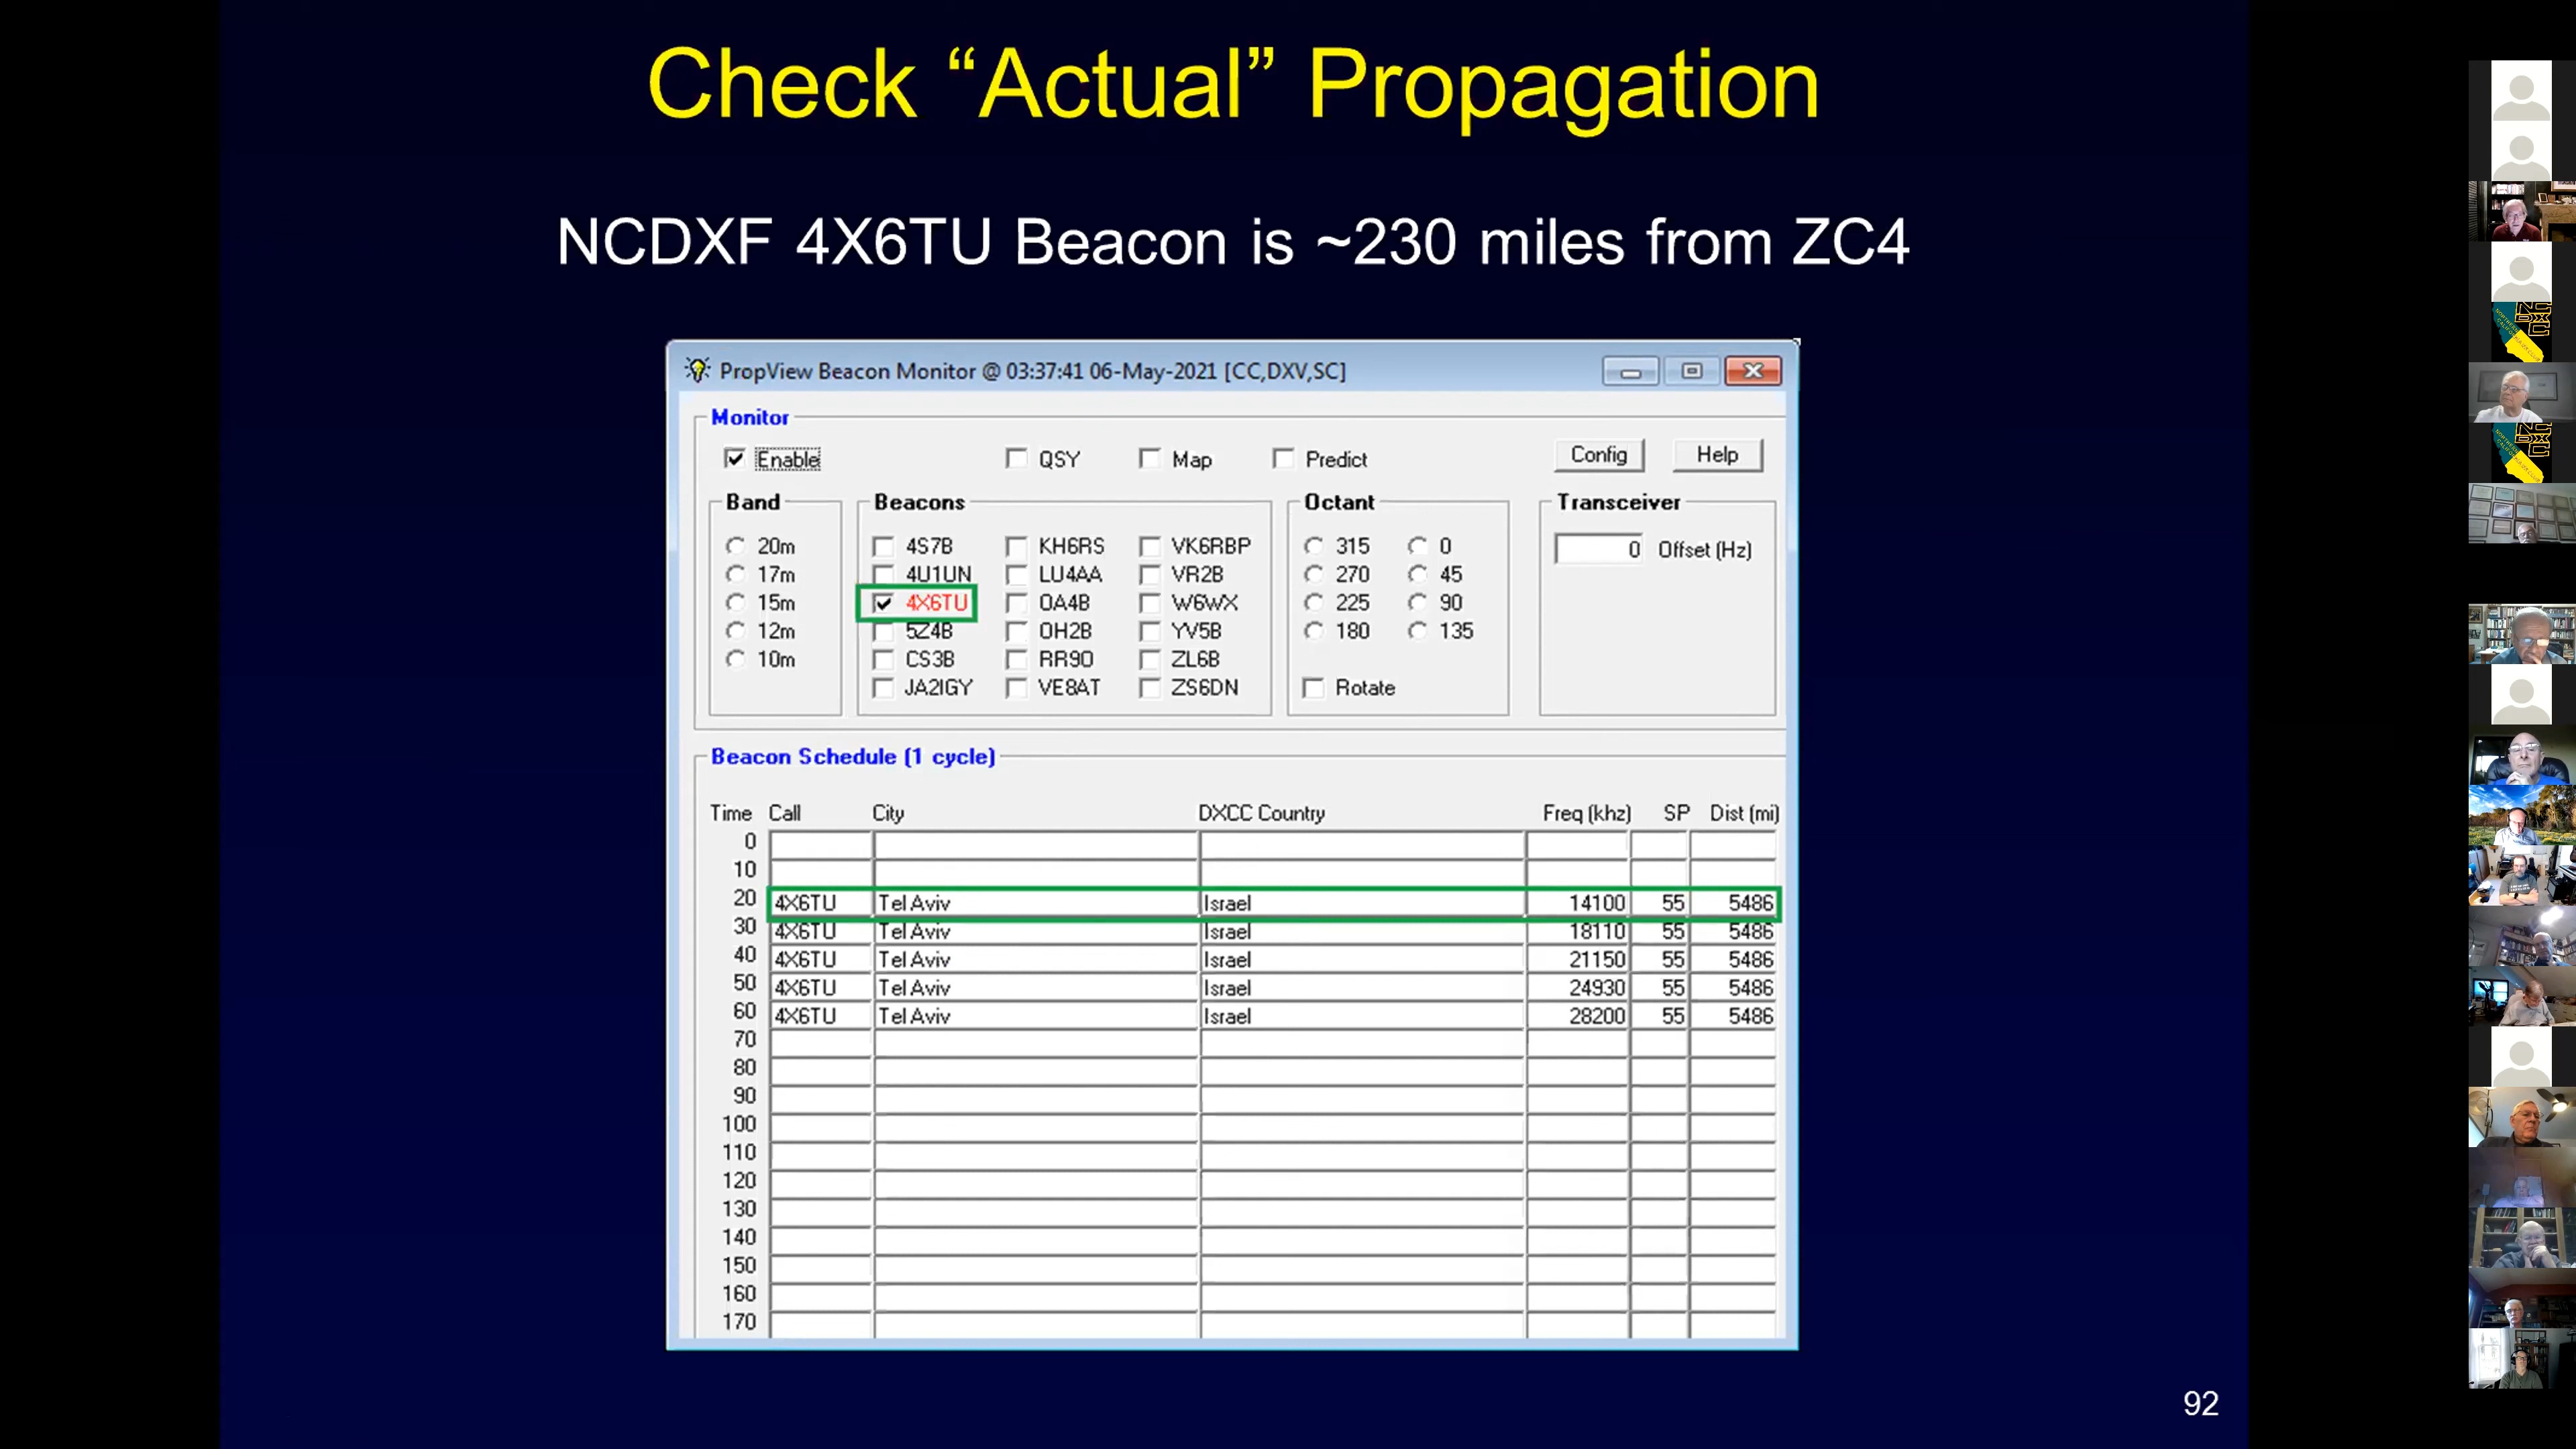 Check “Actual” Propagation
NCDXF 4X6TU Beacon is ~230 miles from ZC4
PropView Beacon Monitor @ 03:37:41 06-May-2021 [CC,DXV,SC]
Monitor
Enable QSY Map Predict Config Help
Band Beacons Octant Transceiver
20m 4S7B KH6RS VK6RBP 315 0 0 Offset (Hz)
17m 4U1UN LU4AA VR2B 270 45
15m 4X6TU OA4B W6WX 225 90
12m 5Z4B OH2B YV5B 180 135
10m CS3B RR9O ZL6B
JA2IGY VE8AT ZS6DN Rotate
Beacon Schedule (1 cycle)
Time Call City DXCC Country Freq (khz) SP Dist (mi)
0
10
20 4X6TU Tel Aviv Israel 14100 55 5486
30 4X6TU Tel Aviv Israel 18110 55 5486
40 4X6TU Tel Aviv Israel 21150 55 5486
50 4X6TU Tel Aviv Israel 24930 55 5486
60 4X6TU Tel Aviv Israel 28200 55 5486
70
80
90
100
110
120
130
140
150
160
170
92